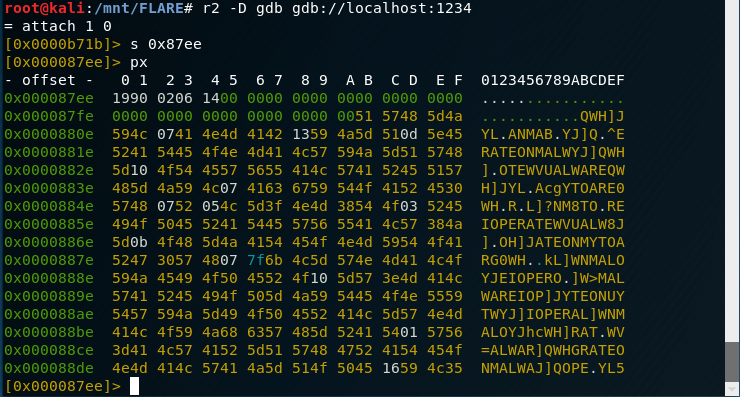 root@kali:/mnt/FLARE# r2 -D gdb gdb://localhost:1234
= attach 1 0
[0x0000b71b]> s 0x87ee
[0x000087ee]> px
- offset -   0 1  2 3  4 5  6 7  8 9  A B  C D  E F  0123456789ABCDEF
0x000087ee  1990 0206 1400 0000 0000 0000 0000 0000  ................
0x000087fe  0000 0000 0000 0000 0000 0051 5748 5d4a  ...........QWH]J
0x0000880e  594c 0741 4e4d 4142 1359 4a5d 510d 5e45  YL.ANMAB.YJ]Q.^E
0x0000881e  5241 5445 4f4e 4d41 4c57 594a 5d51 5748  RATEONMALWYJ]QWH
0x0000882e  5d10 4f54 4557 5655 414c 5741 5245 5157  ].OTEWVUALWAREQW
0x0000883e  485d 4a59 4c07 4163 6759 544f 4152 4530  H]JYL.AcgYTOARE0
0x0000884e  5748 0752 054c 5d3f 4e4d 3854 4f03 5245  WH.R.L]?NM8TO.RE
0x0000885e  494f 5045 5241 5445 5756 5541 4c57 384a  IOPERATEWVUALW8J
0x0000886e  5d0b 4f48 5d4a 4154 454f 4e4d 5954 4f41  ].OH]JATEONMYTOA
0x0000887e  5247 3057 4807 7f6b 4c5d 574e 4d41 4c4f  RG0WH..kL]WNMALO
0x0000888e  594a 4549 4f50 4552 4f10 5d57 3e4d 414c  YJEIOPERO.]W>MAL
0x0000889e  5741 5245 494f 505d 4a59 5445 4f4e 5559  WAREIOP]JYTEONUY
0x000088ae  5457 594a 5d49 4f50 4552 414c 5d57 4e4d  TWYJ]IOPERAL]WNM
0x000088be  414c 4f59 4a68 6357 485d 5241 5401 5756  ALOYJhcWH]RAT.WV
0x000088ce  3d41 4c57 4152 5d51 5748 4752 4154 454f  =ALWAR]QWHGRATEO
0x000088de  4e4d 414c 5741 4a5d 514f 5045 1659 4c35  NMALWAJ]QOPE.YL5
[0x000087ee]>